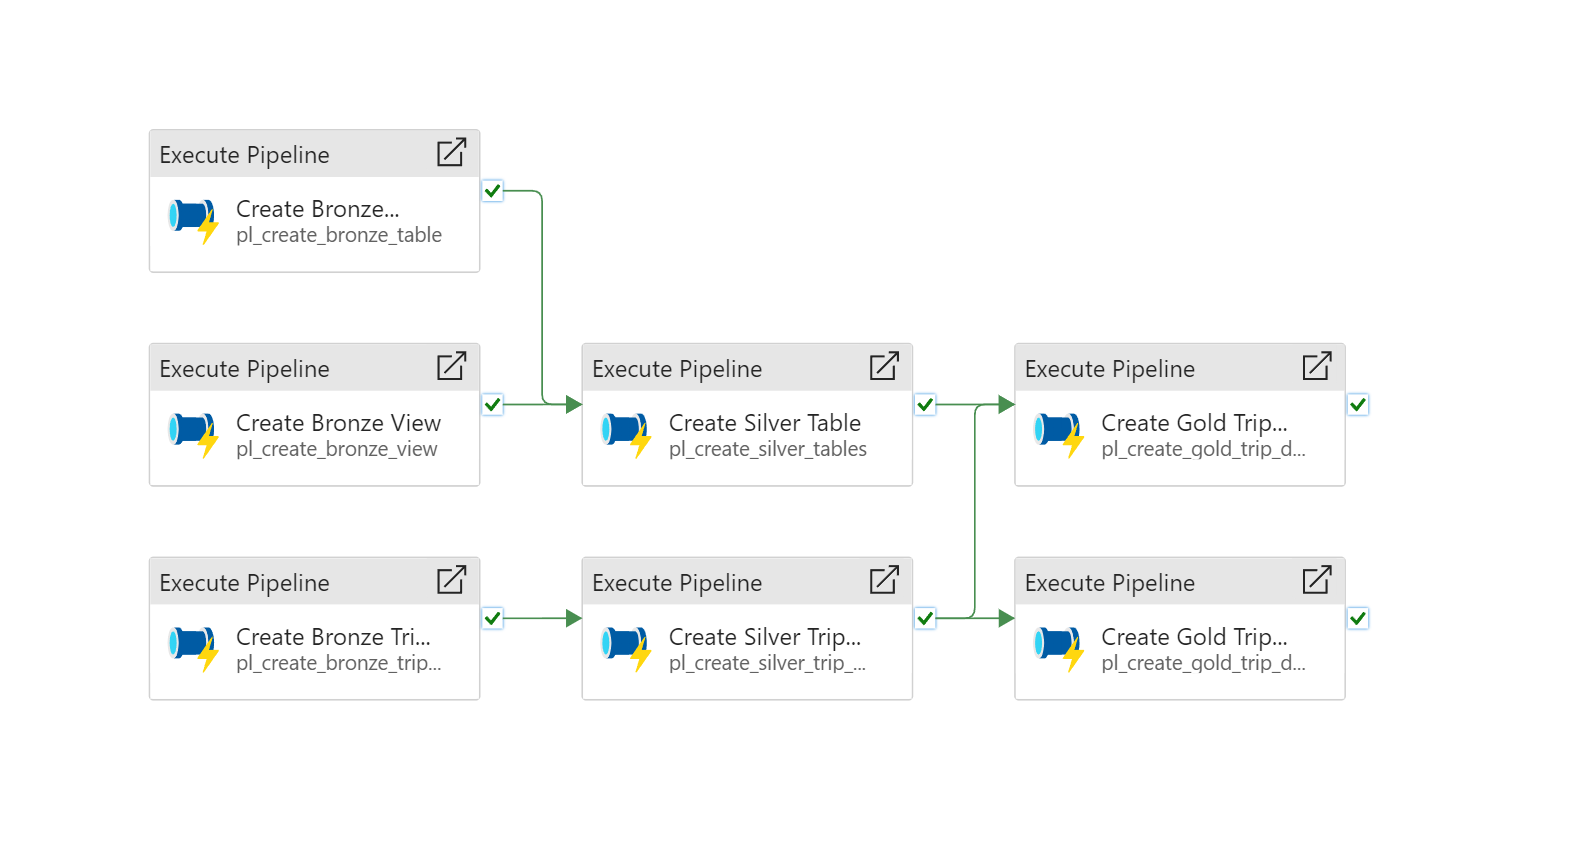 Execute Pipeline
Create Bronze...
pl_create_bronze_table
Execute Pipeline
Create Bronze View
pl_create_bronze_view
Execute Pipeline
Create Silver Table
pl_create_silver_tables
Execute Pipeline
Create Gold Trip...
pl_create_gold_trip_d...
Execute Pipeline
Create Bronze Tri...
pl_create_bronze_trip...
Execute Pipeline
Create Silver Trip...
pl_create_silver_trip_...
Execute Pipeline
Create Gold Trip...
pl_create_gold_trip_d...